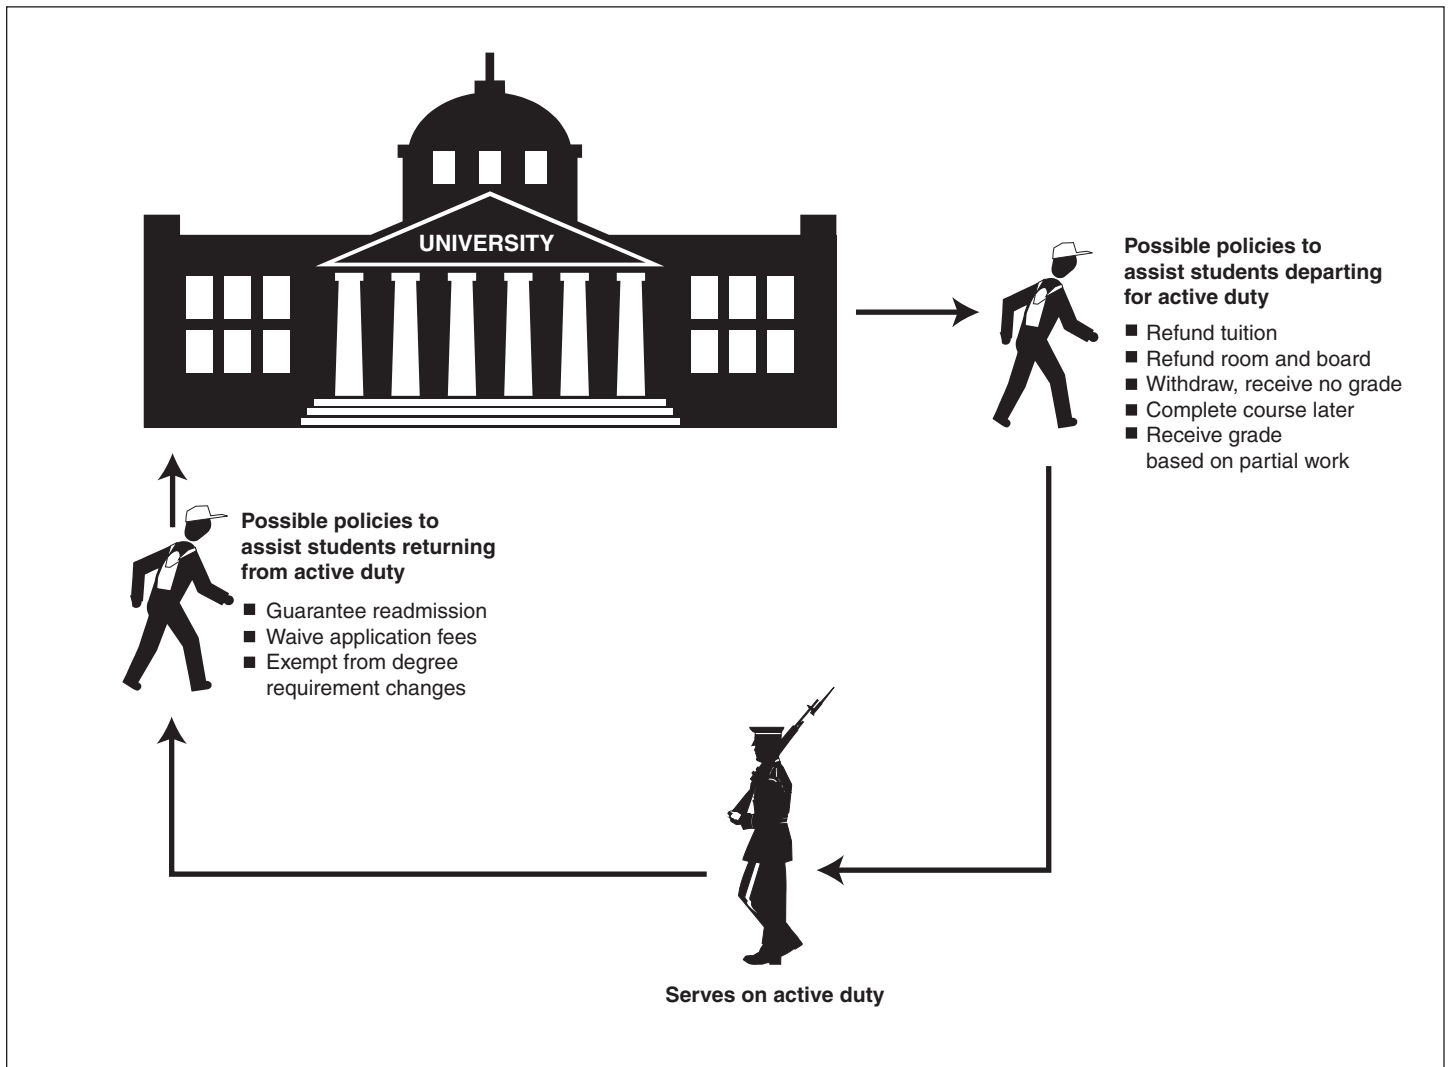 UNIVERSITY
Possible policies to
assist students departing
for active duty
■ Refund tuition
■ Refund room and board
■ Withdraw, receive no grade
■ Complete course later
■ Receive grade
based on partial work
Possible policies to
assist students returning
from active duty
■ Guarantee readmission
■ Waive application fees
■ Exempt from degree
requirement changes
Serves on active duty